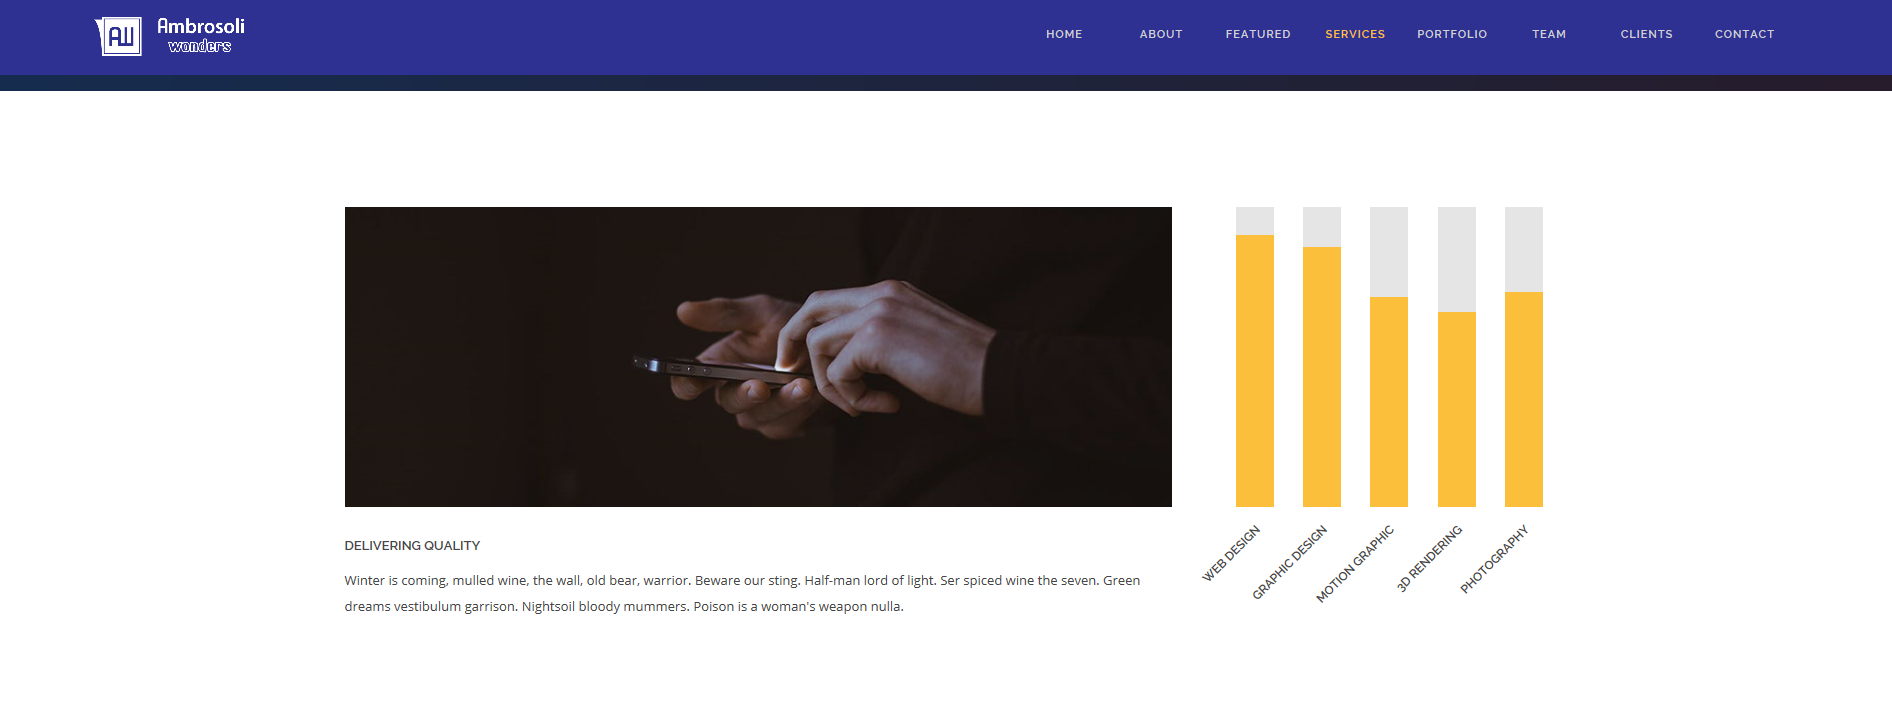 Ambrosoli
wonders
AW
HOME ABOUT FEATURED SERVICES PORTFOLIO TEAM CLIENTS CONTACT
DELIVERING QUALITY
Winter is coming, mulled wine, the wall, old bear, warrior. Beware our sting. Half-man lord of light. Ser spiced wine the seven. Green
dreams vestibulum garrison. Nightsoil bloody mummers. Poison is a woman's weapon nulla.
WEB DESIGN
GRAPHIC DESIGN
MOTION GRAPHIC
3D RENDERING
PHOTOGRAPHY